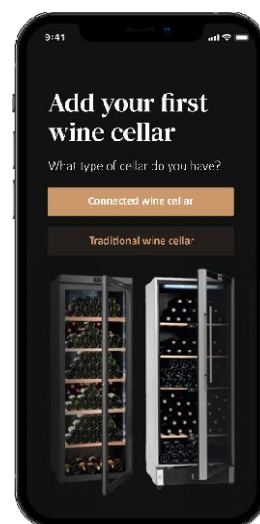 9:41
Add your first
wine cellar
What type of cellar do you have?
Connected wine cellar
Traditional wine cellar